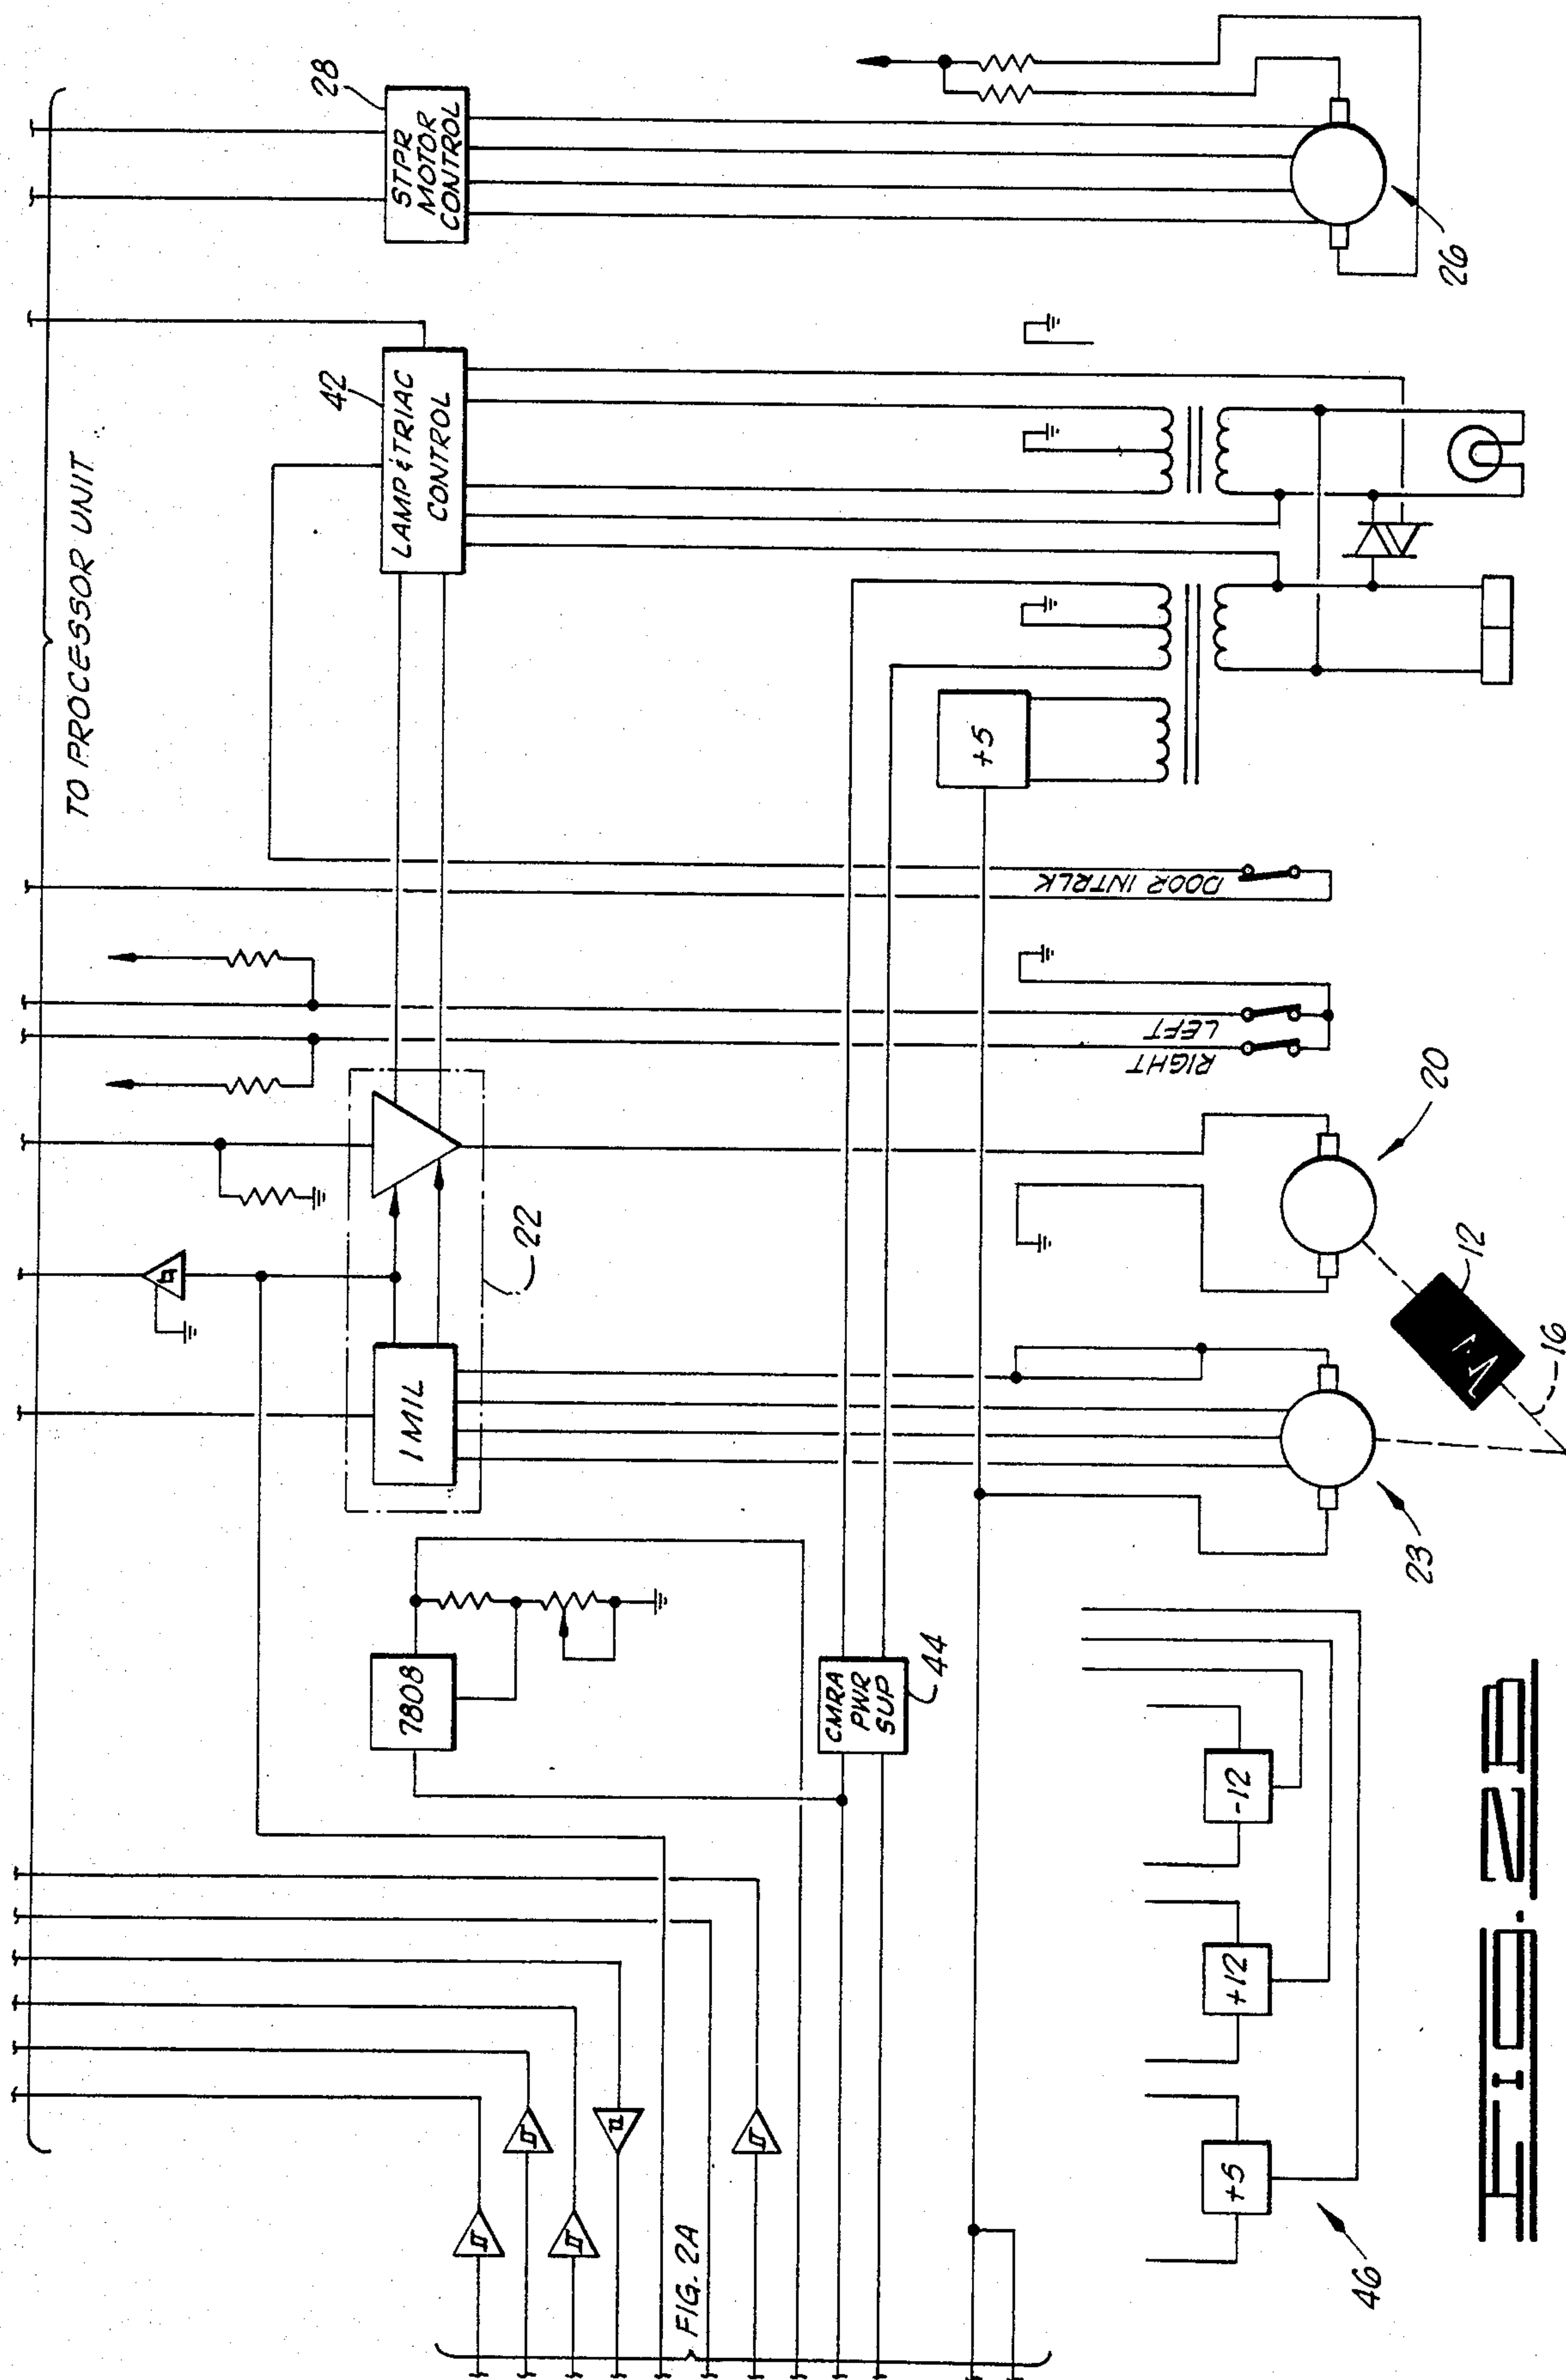 TO PROCESSOR UNIT
28
STPR
MOTOR
CONTROL
26
42
LAMP & TRIAC
CONTROL
+5
DOOR INTRLK
LEFT
RIGHT
22
1 MIL
20
12
16
23
7808
CMRA
PWR
SUP
44
-12
+12
+5
46
FIG. 2A
FIG. 2B